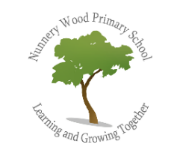 Nunnery Wood Primary School
Learning and Growing Together